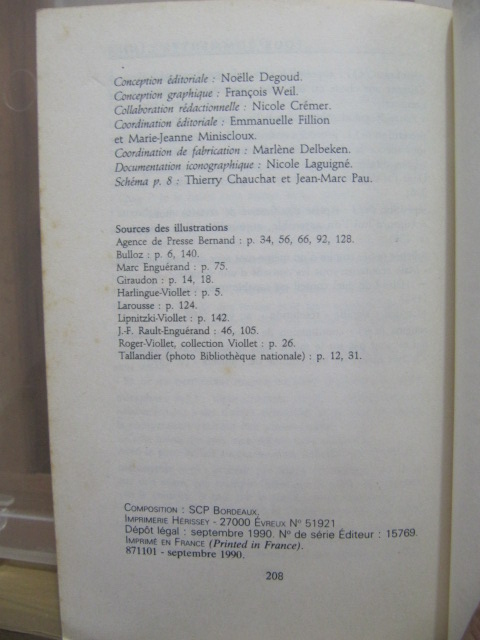 Conception éditoriale : Noëlle Degoud.
Conception graphique : François Weil.
Collaboration rédactionnelle : Nicole Crémer.
Coordination éditoriale : Emmanuelle Fillion
et Marie-Jeanne Miniscloux.
Coordination de fabrication : Marlène Delbeken.
Documentation iconographique : Nicole Laguigné.
Schéma p. 8 : Thierry Chauchat et Jean-Marc Pau.
Sources des illustrations
Agence de Presse Bernand : p. 34, 56, 66, 92, 128.
Bulloz : p. 6, 140.
Marc Enguérand : p. 75.
Giraudon : p. 14, 18.
Harlingue-Viollet : p. 5.
Larousse : p. 124.
Lipnitzki-Viollet : p. 142.
J.-F. Rault-Enguérand : 46, 105.
Roger-Viollet, collection Viollet : p. 26.
Tallandier (photo Bibliothèque nationale) : p. 12, 31.
COMPOSITION : SCP BORDEAUX.
IMPRIMERIE HÉRISSEY - 27000 ÉVREUX N° 51921
Dépôt légal : septembre 1990. N° de série Éditeur : 15769.
IMPRIMÉ EN FRANCE (Printed in France).
871101 - septembre 1990.
208